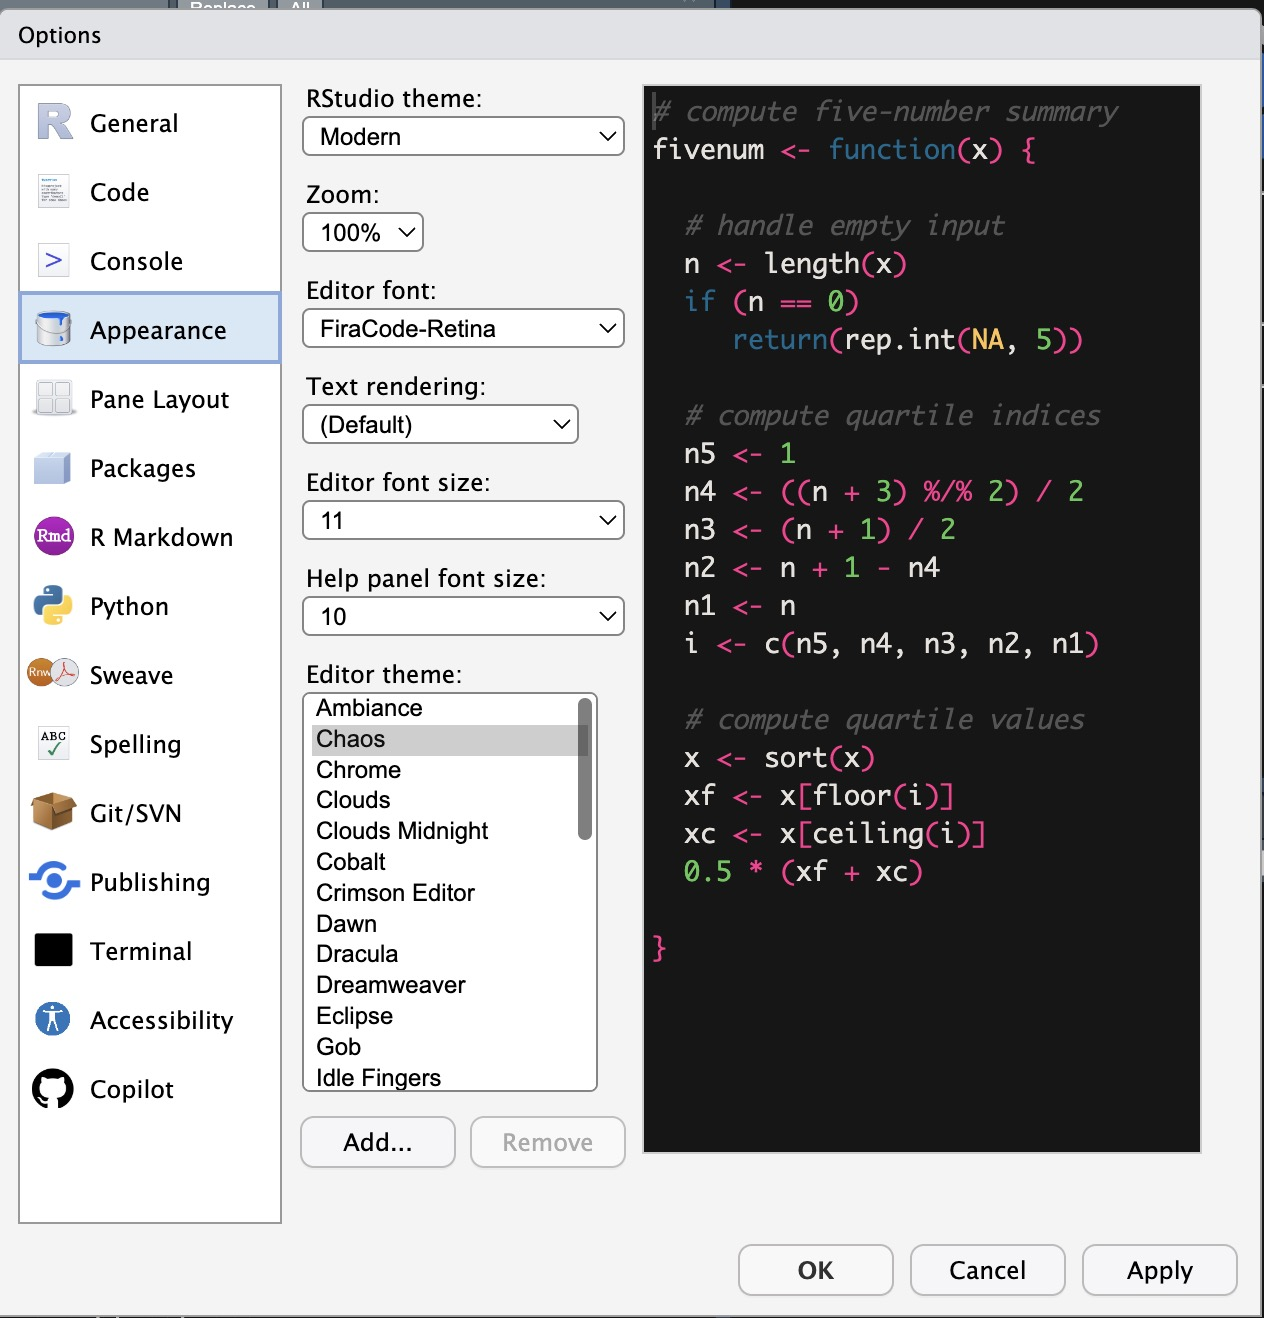 Replace
All
Options
General
Code
Console
Appearance
Pane Layout
Packages
Rmd
R Markdown
Python
Rnw
Sweave
ABC
Spelling
Git/SVN
Publishing
Terminal
Accessibility
Copilot
RStudio theme:
Modern
Zoom:
100%
Editor font:
FiraCode-Retina
Text rendering:
(Default)
Editor font size:
11
Help panel font size:
10
Editor theme:
Ambiance
Chaos
Chrome
Clouds
Clouds Midnight
Cobalt
Crimson Editor
Dawn
Dracula
Dreamweaver
Eclipse
Gob
Idle Fingers
Add...
Remove
# compute five-number summary
fivenum <- function(x) {
# handle empty input
n <- length(x)
if (n == 0)
return(rep.int(NA, 5))
# compute quartile indices
n5 <- 1
n4 <- ((n + 3) %/% 2) / 2
n3 <- (n + 1) / 2
n2 <- n + 1 - n4
n1 <- n
i <- c(n5, n4, n3, n2, n1)
# compute quartile values
x <- sort(x)
xf <- x[floor(i)]
xc <- x[ceiling(i)]
0.5 * (xf + xc)
}
OK
Cancel
Apply